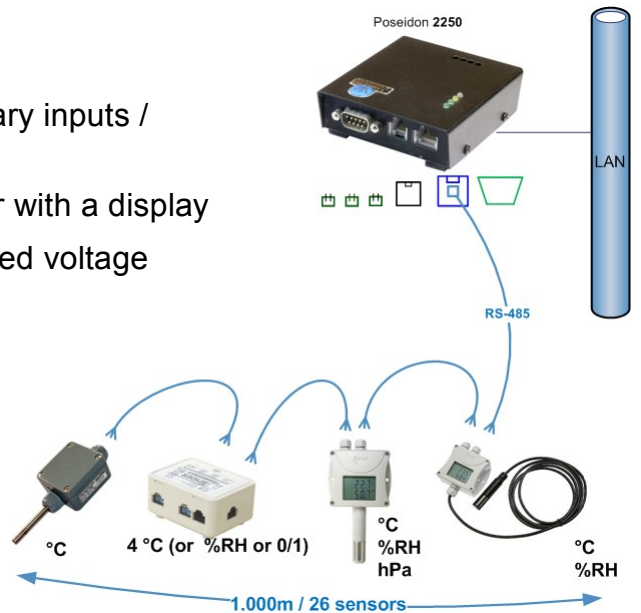 Poseidon 2250
ary inputs /
LAN
r with a display
ed voltage
RS-485
°C
4 °C (or %RH or 0/1)
°C
%RH
hPa
°C
%RH
1.000m / 26 sensors